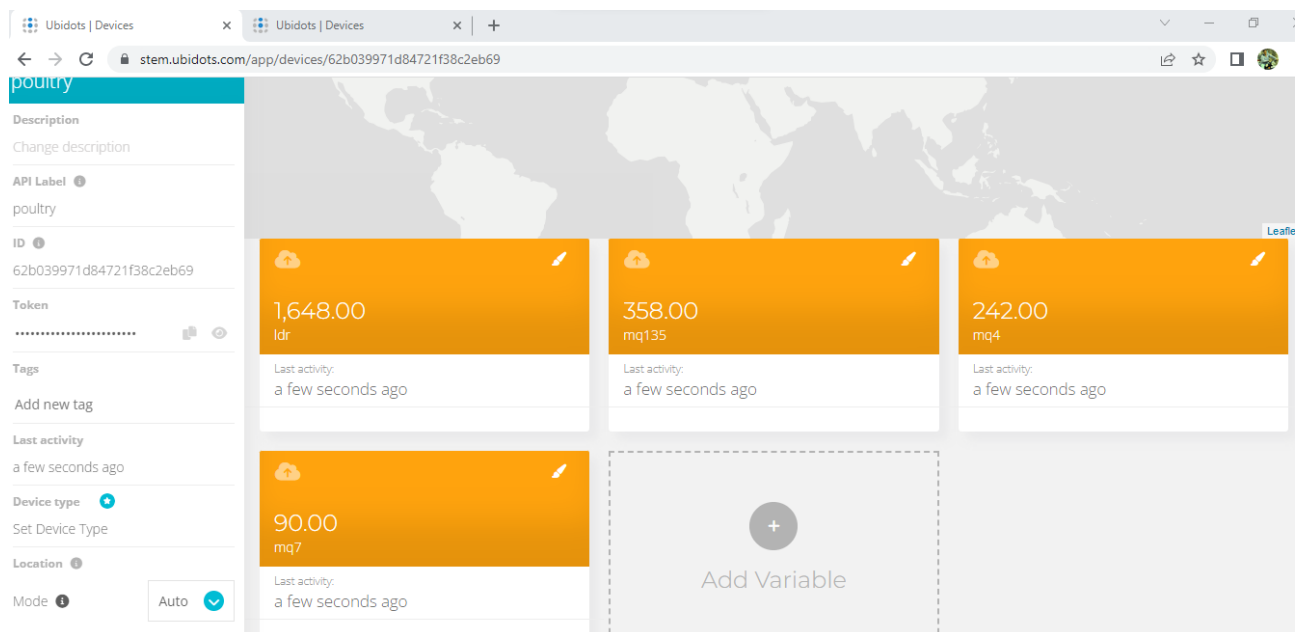 Ubidots | Devices
Ubidots | Devices
stem.ubidots.com/app/devices/62b039971d84721f38c2eb69
poultry
Description
Change description
API Label
poultry
ID
62b039971d84721f38c2eb69
Token
Tags
Add new tag
Last activity
a few seconds ago
Device type
Set Device Type
Location
Mode
Auto
Leafle
1,648.00
ldr
Last activity:
a few seconds ago
358.00
mq135
Last activity:
a few seconds ago
242.00
mq4
Last activity:
a few seconds ago
90.00
mq7
Last activity:
a few seconds ago
Add Variable